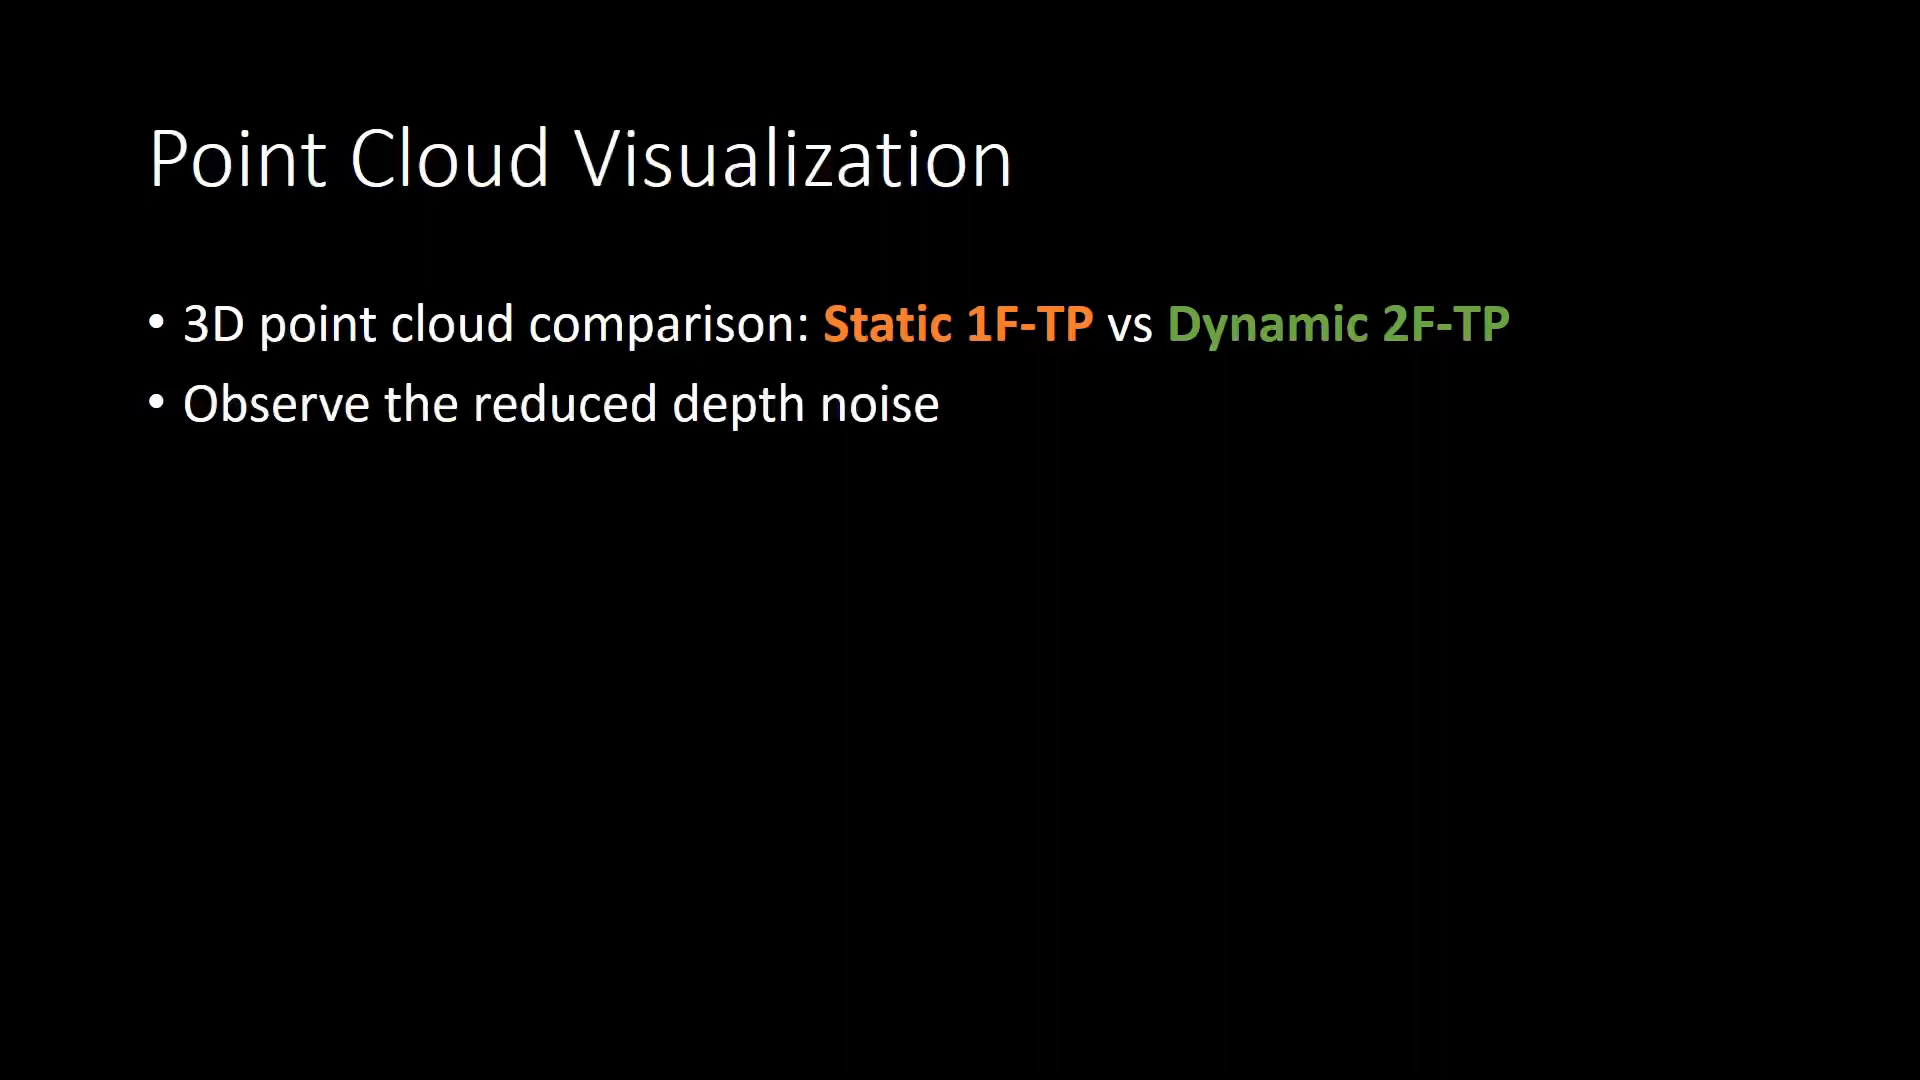 Point Cloud Visualization
• 3D point cloud comparison: Static 1F-TP vs Dynamic 2F-TP
• Observe the reduced depth noise